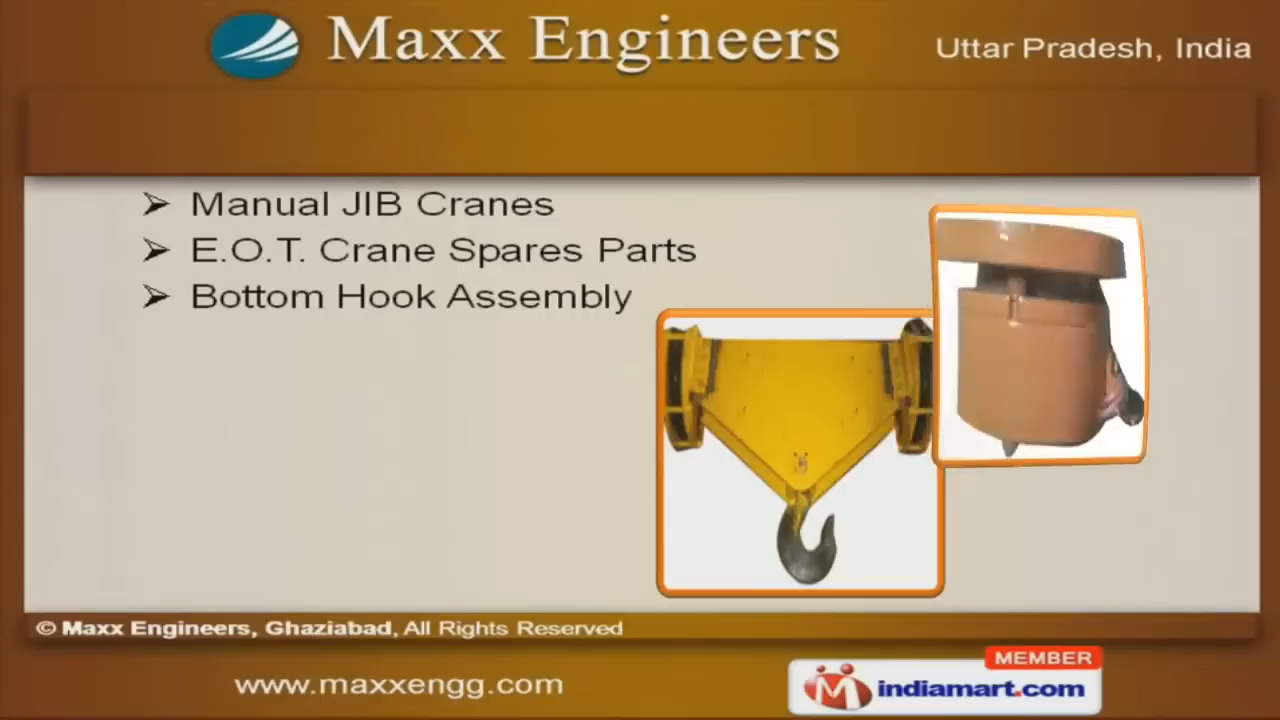 Maxx Engineers
Uttar Pradesh, India
➢ Manual JIB Cranes
➢ E.O.T. Crane Spares Parts
➢ Bottom Hook Assembly
© Maxx Engineers, Ghaziabad, All Rights Reserved
www.maxxengg.com
MEMBER
indiamart.com